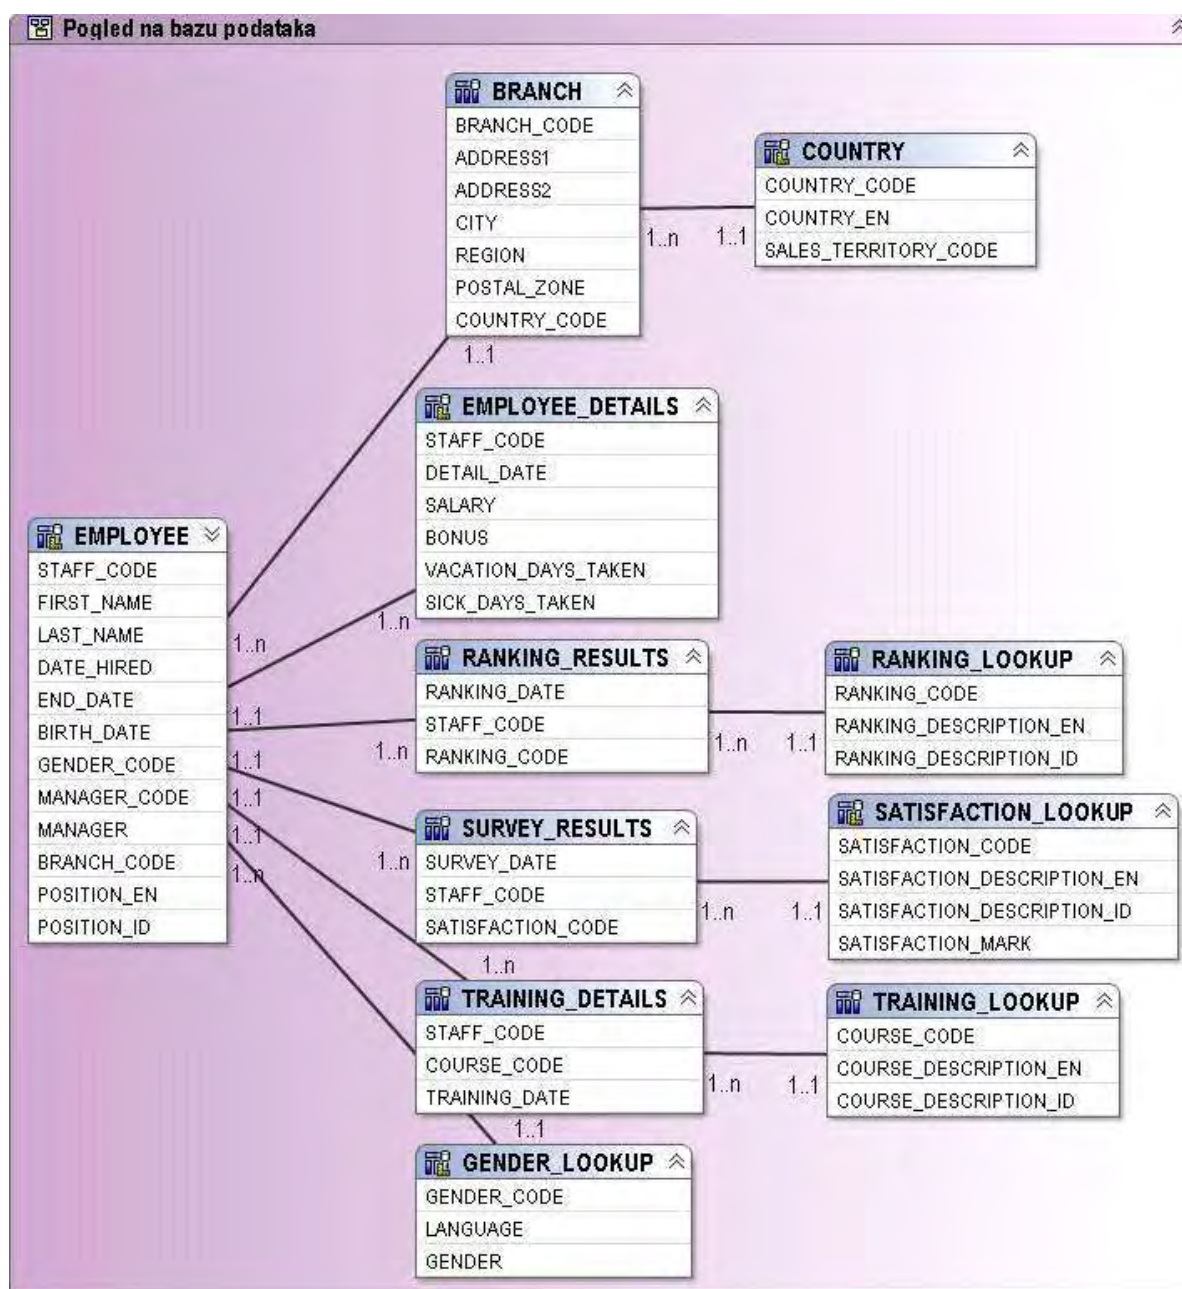 Pogled na bazu podataka
BRANCH
BRANCH_CODE
ADDRESS1
ADDRESS2
CITY
REGION
POSTAL_ZONE
COUNTRY_CODE
1..1
1..n
1..1
COUNTRY
COUNTRY_CODE
COUNTRY_EN
SALES_TERRITORY_CODE
EMPLOYEE_DETAILS
STAFF_CODE
DETAIL_DATE
SALARY
BONUS
VACATION_DAYS_TAKEN
SICK_DAYS_TAKEN
1..n
EMPLOYEE
STAFF_CODE
FIRST_NAME
LAST_NAME
DATE_HIRED
END_DATE
BIRTH_DATE
GENDER_CODE
MANAGER_CODE
MANAGER
BRANCH_CODE
POSITION_EN
POSITION_ID
1..n
1..1
1..1
1..1
1..1
1..n
RANKING_RESULTS
RANKING_DATE
STAFF_CODE
RANKING_CODE
1..n
1..n
1..1
RANKING_LOOKUP
RANKING_CODE
RANKING_DESCRIPTION_EN
RANKING_DESCRIPTION_ID
SURVEY_RESULTS
SURVEY_DATE
STAFF_CODE
SATISFACTION_CODE
1..n
1..n
1..1
SATISFACTION_LOOKUP
SATISFACTION_CODE
SATISFACTION_DESCRIPTION_EN
SATISFACTION_DESCRIPTION_ID
SATISFACTION_MARK
1..n
TRAINING_DETAILS
STAFF_CODE
COURSE_CODE
TRAINING_DATE
1..n
1..1
TRAINING_LOOKUP
COURSE_CODE
COURSE_DESCRIPTION_EN
COURSE_DESCRIPTION_ID
1..1
GENDER_LOOKUP
GENDER_CODE
LANGUAGE
GENDER